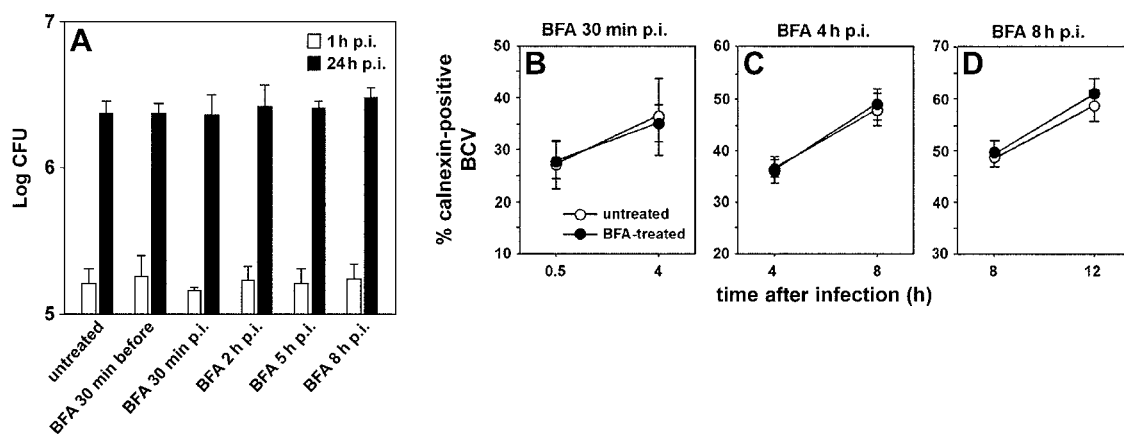 A
7
6
5
Log CFU
1 h p.i.
24 h p.i.
untreated
BFA 30 min before
BFA 30 min p.i.
BFA 2 h p.i.
BFA 5 h p.i.
BFA 8 h p.i.
% calnexin-positive
BCV
BFA 30 min p.i.
B
50
40
30
20
10
untreated
BFA-treated
0.5
4
BFA 4 h p.i.
C
60
50
40
30
20
4
8
BFA 8 h p.i.
D
70
60
50
40
30
8
12
time after infection (h)